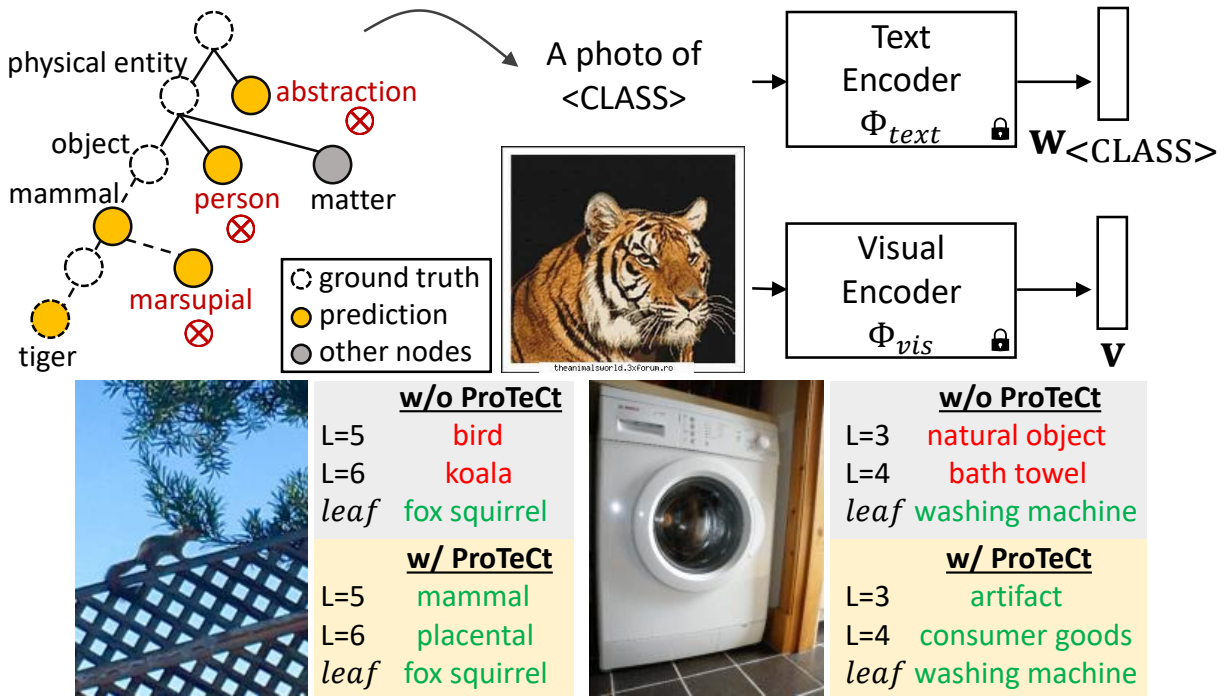 physical entity
abstraction
object
mammal
person
matter
marsupial
tiger
ground truth
prediction
other nodes
A photo of
<CLASS>
Text
Encoder
Φtext
W<CLASS>
theanimalsworld.3xforum.ro
Visual
Encoder
Φvis
v
w/o ProTeCt
L=5 bird
L=6 koala
leaf fox squirrel
w/ ProTeCt
L=5 mammal
L=6 placental
leaf fox squirrel
w/o ProTeCt
L=3 natural object
L=4 bath towel
leaf washing machine
w/ ProTeCt
L=3 artifact
L=4 consumer goods
leaf washing machine